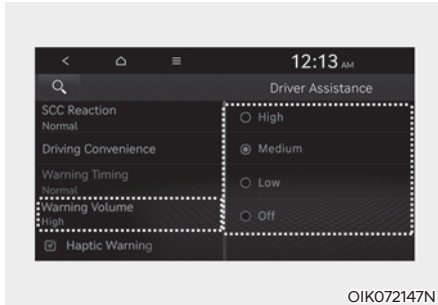 12:13 AM
Driver Assistance
SCC Reaction
Normal
Driving Convenience
Warning Timing
Normal
Warning Volume
High
Haptic Warning
High
Medium
Low
Off
OIK072147N